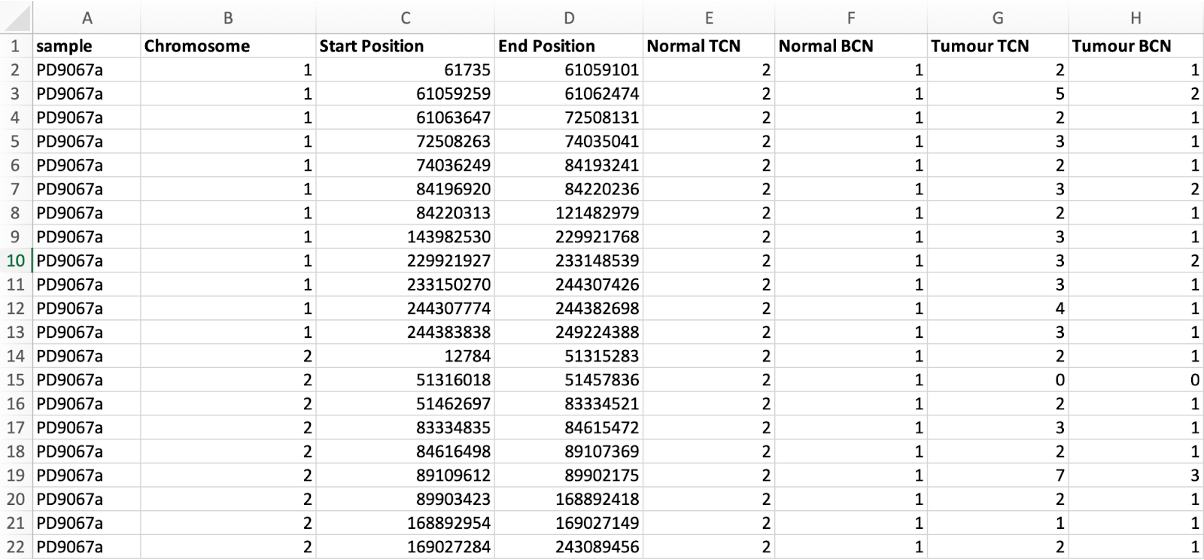 A B C D E F G H
1 sample Chromosome Start Position End Position Normal TCN Normal BCN Tumour TCN Tumour BCN
2 PD9067a 1 61735 61059101 2 1 2 1
3 PD9067a 1 61059259 61062474 2 1 5 2
4 PD9067a 1 61063647 72508131 2 1 2 1
5 PD9067a 1 72508263 74035041 2 1 3 1
6 PD9067a 1 74036249 84193241 2 1 2 1
7 PD9067a 1 84196920 84220236 2 1 3 2
8 PD9067a 1 84220313 121482979 2 1 2 1
9 PD9067a 1 143982530 229921768 2 1 3 1
10 PD9067a 1 229921927 233148539 2 1 3 2
11 PD9067a 1 233150270 244307426 2 1 3 1
12 PD9067a 1 244307774 244382698 2 1 4 1
13 PD9067a 1 244383838 249224388 2 1 3 1
14 PD9067a 2 12784 51315283 2 1 2 1
15 PD9067a 2 51316018 51457836 2 1 0 0
16 PD9067a 2 51462697 83334521 2 1 2 1
17 PD9067a 2 83334835 84615472 2 1 3 1
18 PD9067a 2 84616498 89107369 2 1 2 1
19 PD9067a 2 89109612 89902175 2 1 7 3
20 PD9067a 2 89903423 168892418 2 1 2 1
21 PD9067a 2 168892954 169027149 2 1 1 1
22 PD9067a 2 169027284 243089456 2 1 2 1